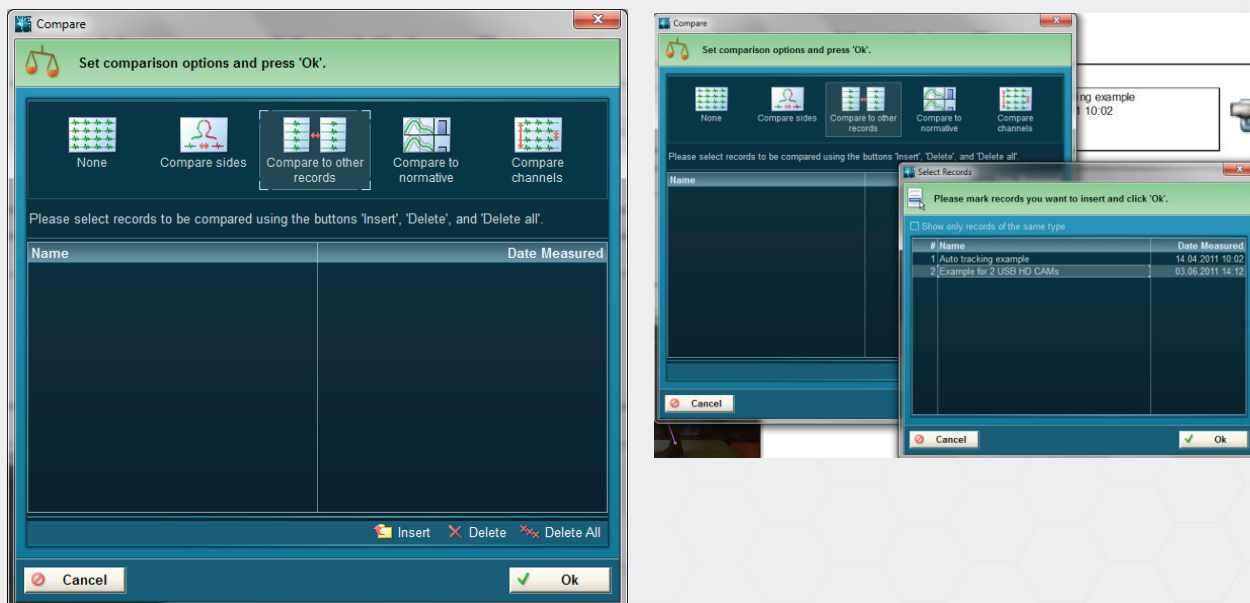 Compare
Set comparison options and press 'Ok'.
None
Compare sides
Compare to other
records
Compare to
normative
Compare
channels
Please select records to be compared using the buttons 'Insert', 'Delete', and 'Delete all'.
Name Date Measured
Insert Delete Delete All
Cancel Ok
Compare
Set comparison options and press 'Ok'.
None
Compare sides
Compare to other
records
Compare to
normative
Compare
channels
Please select records to be compared using the buttons 'Insert', 'Delete', and 'Delete all'.
Name
Cancel
ing example
10:02
Select Records
Please mark records you want to insert and click 'Ok'.
Show only records of the same type
# Name Date Measured
1 Auto tracking example 14.04.2011 10:02
2 Example for 2 USB HD CAMs 03.06.2011 14:12
Cancel Ok